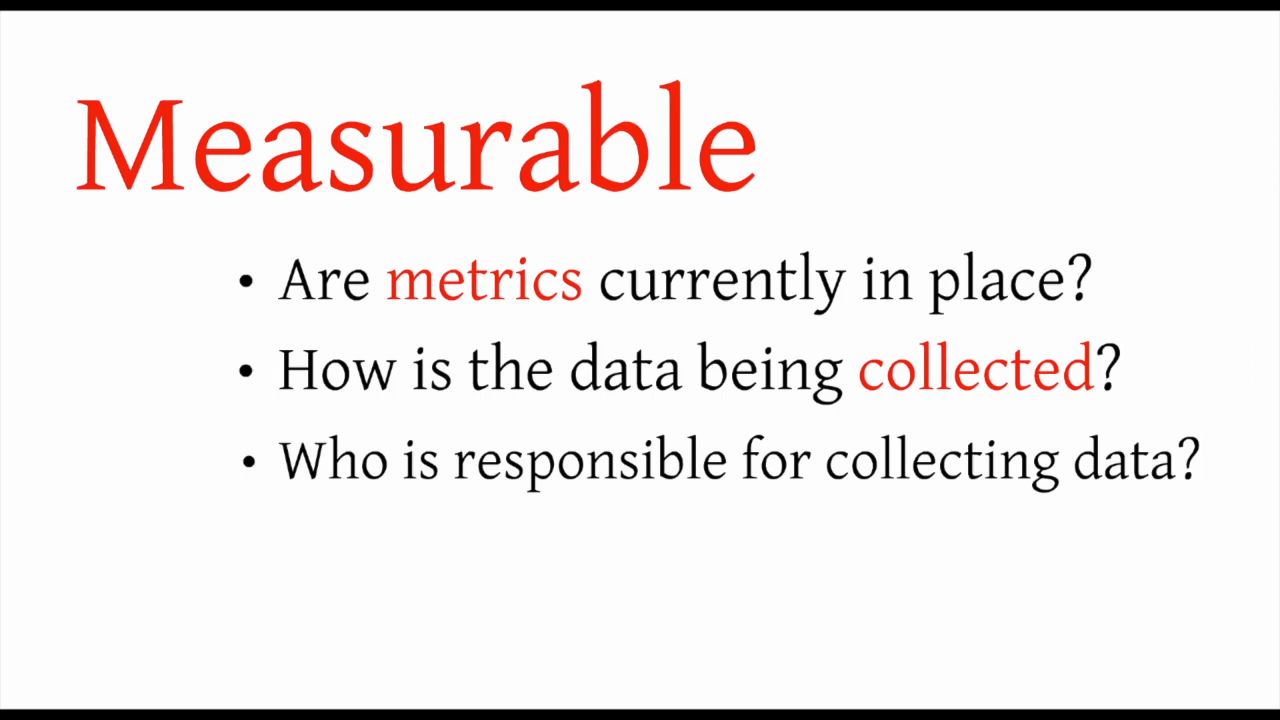 Measurable
• Are metrics currently in place?
• How is the data being collected?
• Who is responsible for collecting data?